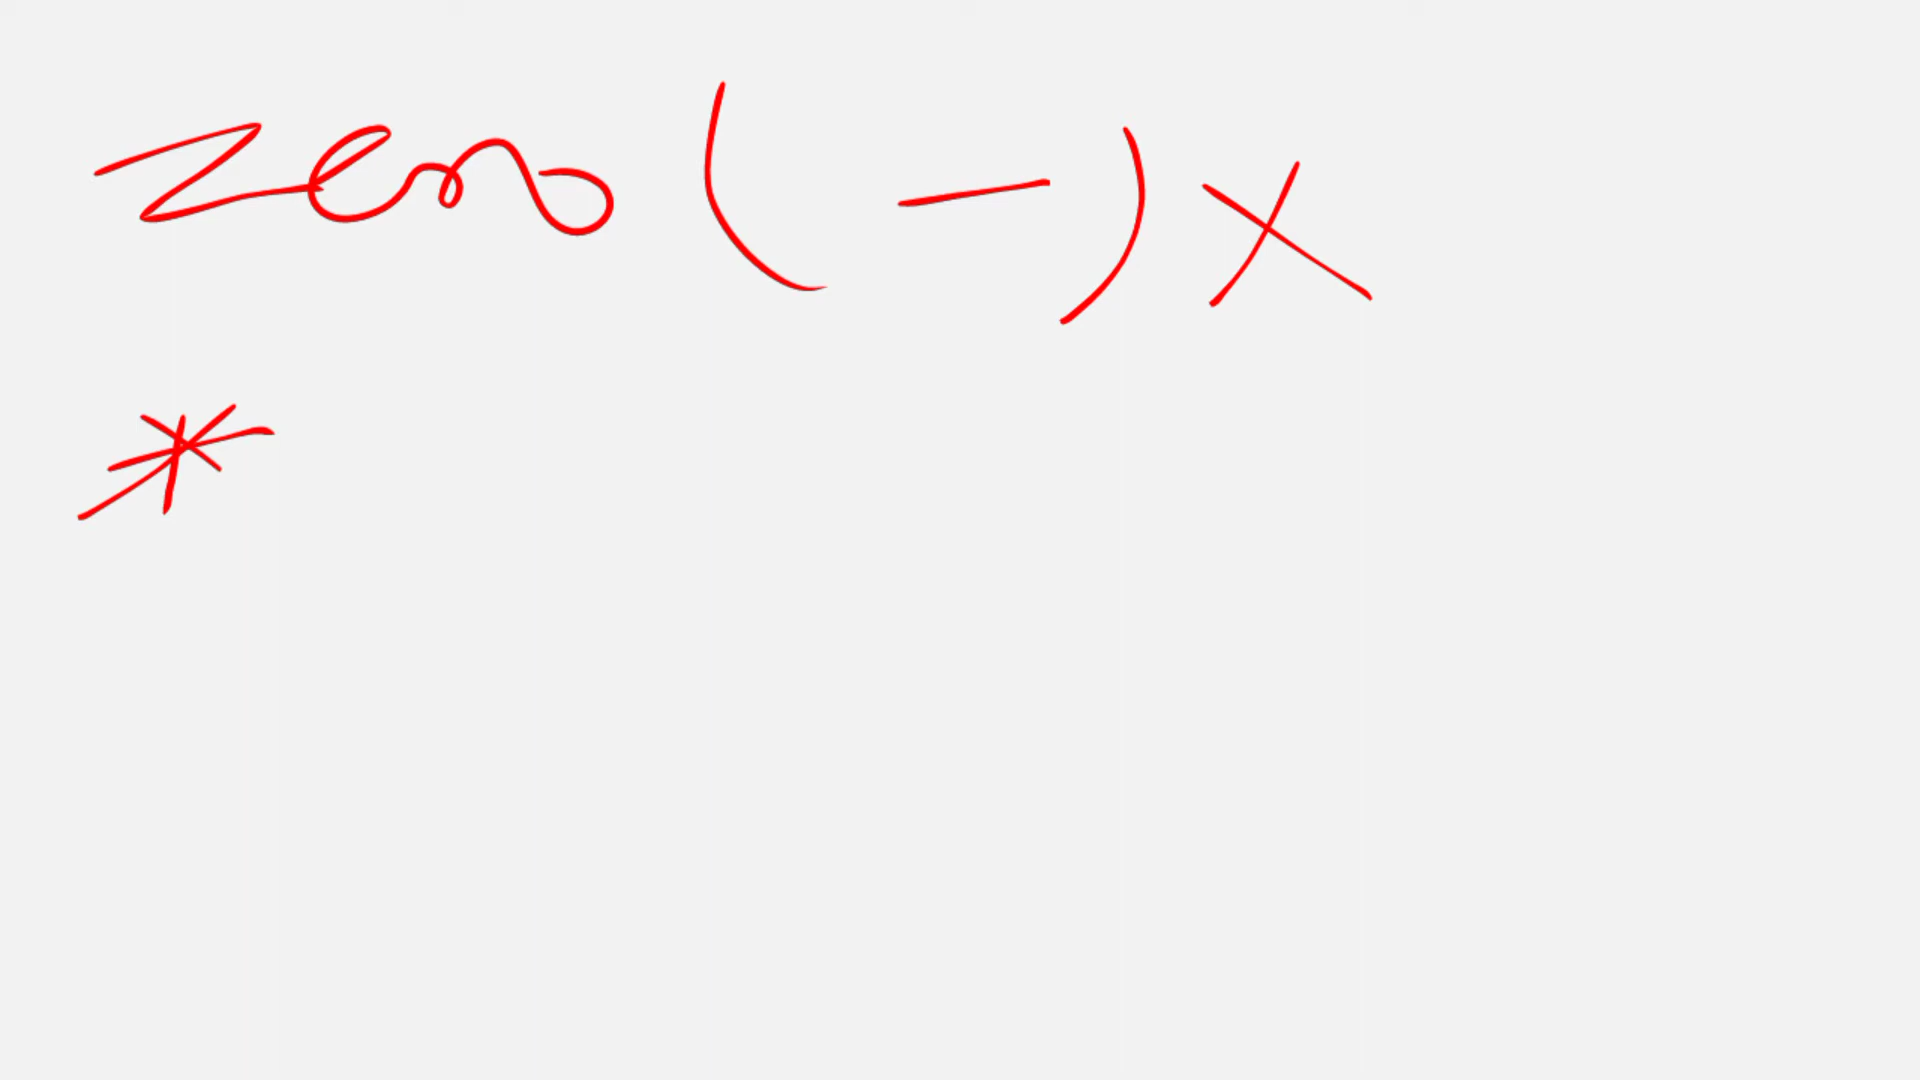 zero ( — ) x
*